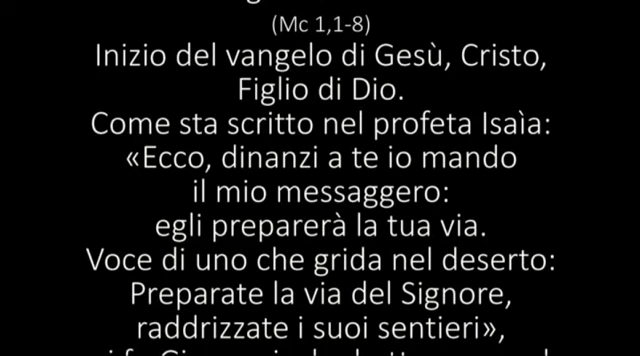 (Mc 1,1-8)
Inizio del vangelo di Gesù, Cristo,
Figlio di Dio.
Come sta scritto nel profeta Isaìa:
«Ecco, dinanzi a te io mando
il mio messaggero:
egli preparerà la tua via.
Voce di uno che grida nel deserto:
Preparate la via del Signore,
raddrizzate i suoi sentieri»,